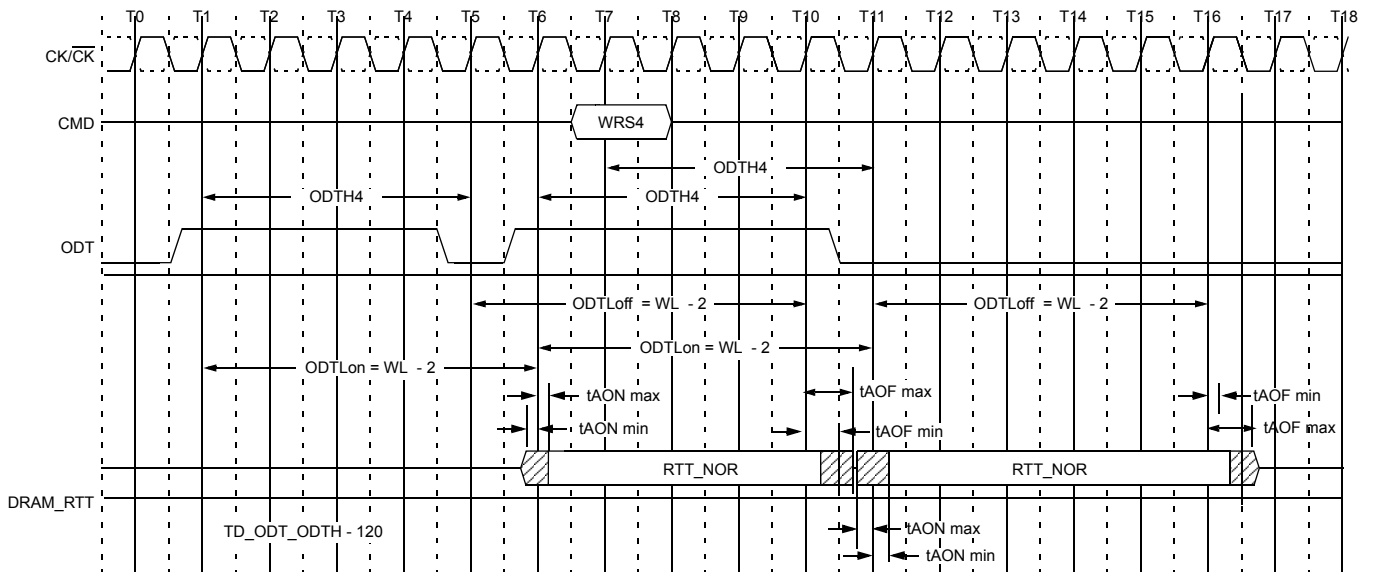 T0 T1 T2 T3 T4 T5 T6 T7 T8 T9 T10 T11 T12 T13 T14 T15 T16 T17 T18
CK/C̅K̅
CMD
WRS4
ODTH4
ODTH4
ODTH4
ODT
ODTLoff = WL - 2
ODTLoff = WL - 2
ODTLon = WL - 2
ODTLon = WL - 2
tAON max
tAOF max
tAOF min
tAON min
tAOF min
tAOF max
RTT_NOR
RTT_NOR
DRAM_RTT
TD_ODT_ODTH - 120
tAON max
tAON min